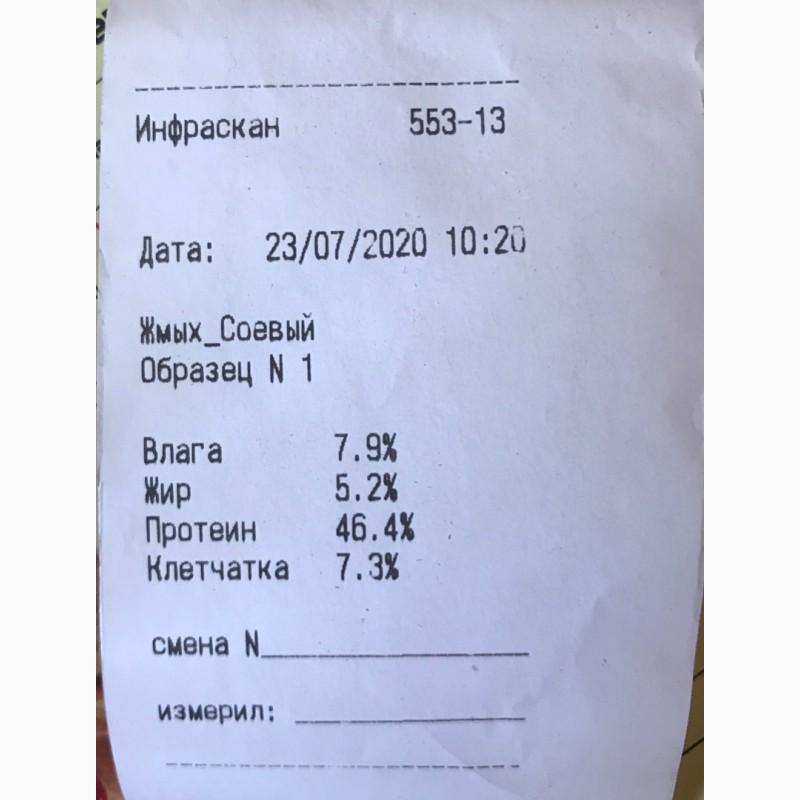 Инфраскан 553-13
Дата: 23/07/2020 10:20
Жмых_Соевый
Образец N 1
Влага 7.9%
Жир 5.2%
Протеин 46.4%
Клетчатка 7.3%
смена N
измерил: